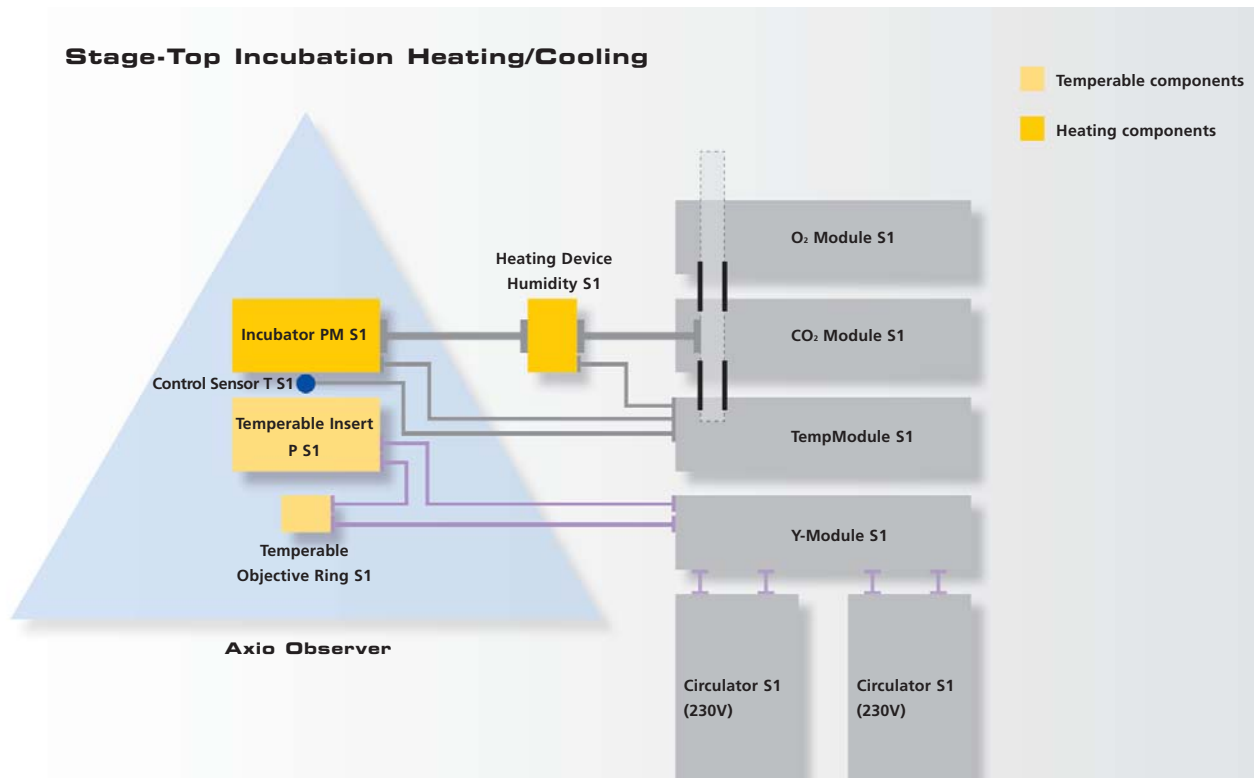 Stage-Top Incubation Heating/Cooling
Temperable components
Heating components
O₂ Module S1
Heating Device
Humidity S1
Incubator PM S1
CO₂ Module S1
Control Sensor T S1
Temperable Insert
P S1
TempModule S1
Y-Module S1
Temperable
Objective Ring S1
Axio Observer
Circulator S1
(230V)
Circulator S1
(230V)